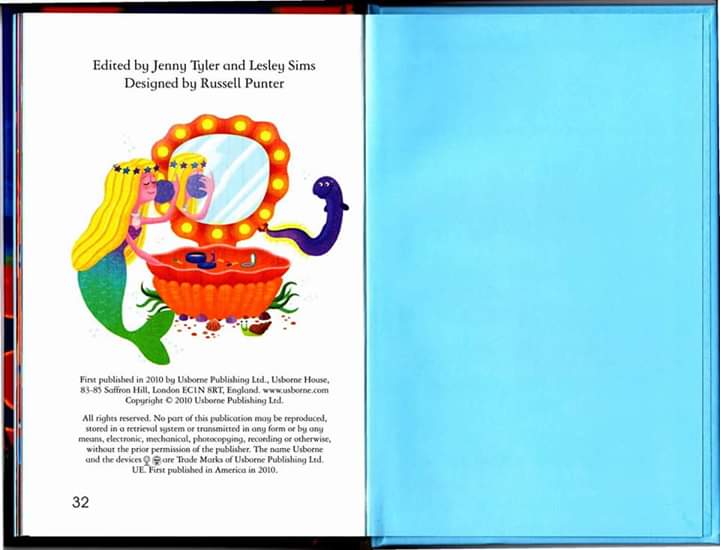 Edited by Jenny Tyler and Lesley Sims
Designed by Russell Punter
First published in 2010 by Usborne Publishing Ltd., Usborne House,
83-85 Saffron Hill, London EC1N 8RT, England. www.usborne.com
Copyright © 2010 Usborne Publishing Ltd.
All rights reserved. No part of this publication may be reproduced,
stored in a retrieval system or transmitted in any form or by any
means, electronic, mechanical, photocopying, recording or otherwise,
without the prior permission of the publisher. The name Usborne
and the devices are Trade Marks of Usborne Publishing Ltd.
UE. First published in America in 2010.
32